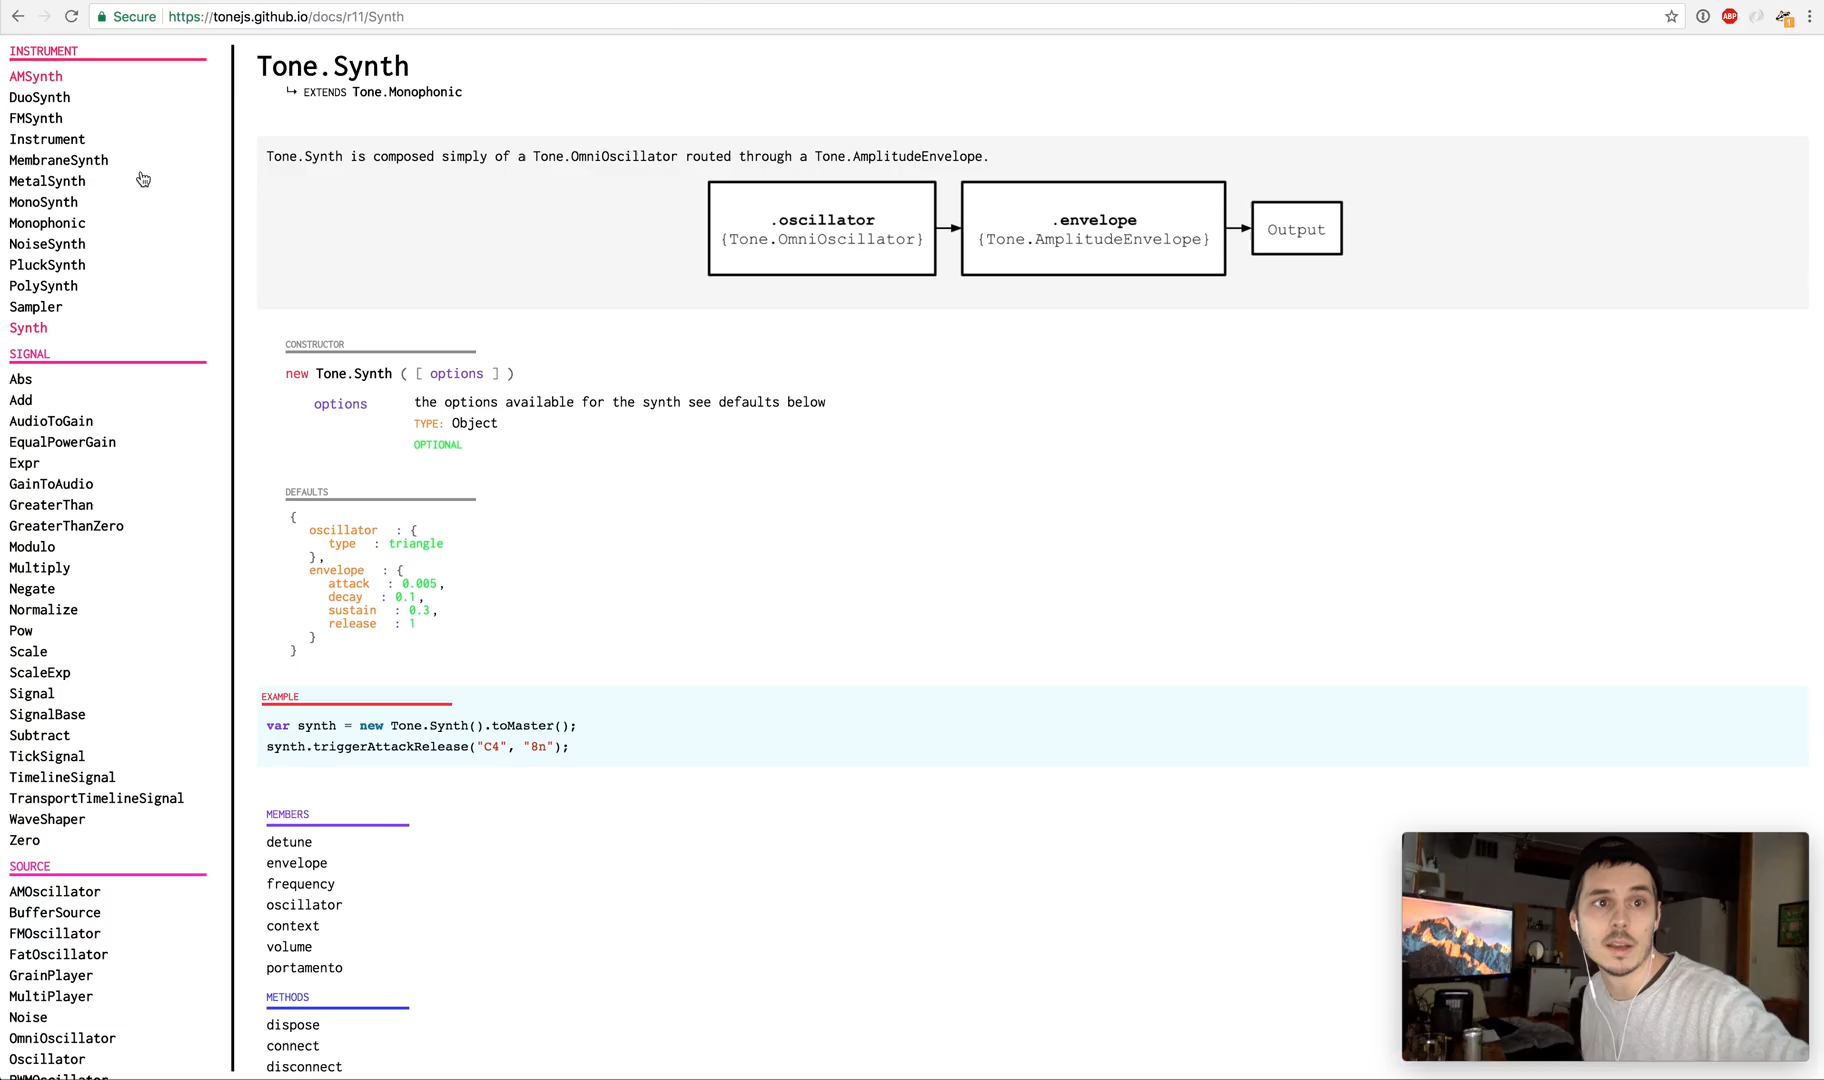 Secure
https://tonejs.github.io/docs/r11/Synth
ABP
1
INSTRUMENT
AMSynth
DuoSynth
FMSynth
Instrument
MembraneSynth
MetalSynth
MonoSynth
Monophonic
NoiseSynth
PluckSynth
PolySynth
Sampler
Synth
SIGNAL
Abs
Add
AudioToGain
EqualPowerGain
Expr
GainToAudio
GreaterThan
GreaterThanZero
Modulo
Multiply
Negate
Normalize
Pow
Scale
ScaleExp
Signal
SignalBase
Subtract
TickSignal
TimelineSignal
TransportTimelineSignal
WaveShaper
Zero
SOURCE
AMOscillator
BufferSource
FMOscillator
FatOscillator
GrainPlayer
MultiPlayer
Noise
OmniOscillator
Oscillator
PWMOscillator
Tone.Synth
↳ EXTENDS Tone.Monophonic
Tone.Synth is composed simply of a Tone.OmniOscillator routed through a Tone.AmplitudeEnvelope.
.oscillator
{Tone.OmniOscillator}
.envelope
{Tone.AmplitudeEnvelope}
Output
CONSTRUCTOR
new Tone.Synth ( [ options ] )
options the options available for the synth see defaults below
TYPE: Object
OPTIONAL
DEFAULTS
{
oscillator : {
type : triangle
},
envelope : {
attack : 0.005,
decay : 0.1,
sustain : 0.3,
release : 1
}
}
EXAMPLE
var synth = new Tone.Synth().toMaster();
synth.triggerAttackRelease("C4", "8n");
MEMBERS
detune
envelope
frequency
oscillator
context
volume
portamento
METHODS
dispose
connect
disconnect